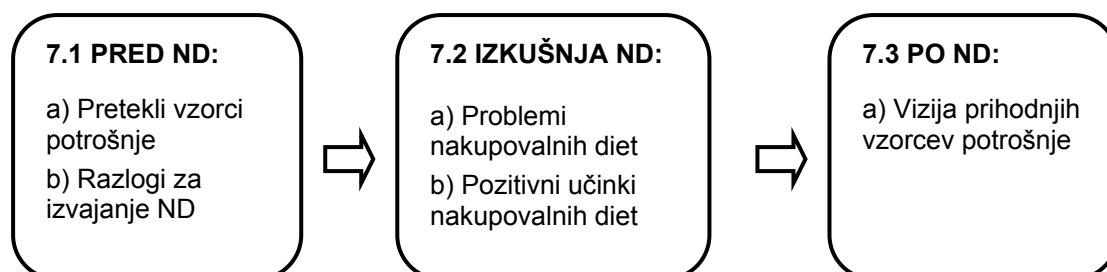 7.1 PRED ND:
a) Pretekli vzorci
potrošnje
b) Razlogi za
izvajanje ND
7.2 IZKUŠNJA ND:
a) Problemi
nakupovalnih diet
b) Pozitivni učinki
nakupovalnih diet
7.3 PO ND:
a) Vizija prihodnjih
vzorcev potrošnje